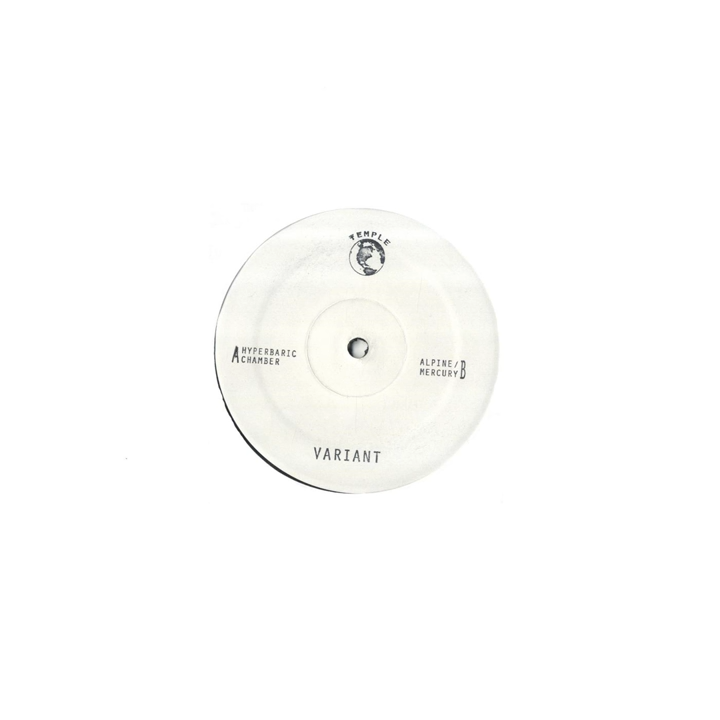 TEMPLE
A HYPERBARIC
CHAMBER
ALPINE/ B
MERCURY
VARIANT